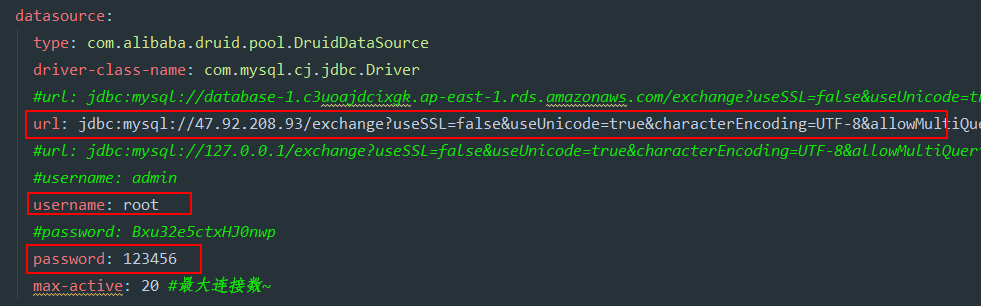 datasource:
type: com.alibaba.druid.pool.DruidDataSource
driver-class-name: com.mysql.cj.jdbc.Driver
#url: jdbc:mysql://database-1.c3uoajdcixgk.ap-east-1.rds.amazonaws.com/exchange?useSSL=false&useUnicode=t
url: jdbc:mysql://47.92.208.93/exchange?useSSL=false&useUnicode=true&characterEncoding=UTF-8&allowMultiQue
#url: jdbc:mysql://127.0.0.1/exchange?useSSL=false&useUnicode=true&characterEncoding=UTF-8&allowMultiQuer
#username: admin
username: root
#password: Bxu32e5ctxHJ0nwp
password: 123456
max-active: 20 #最大连接数~